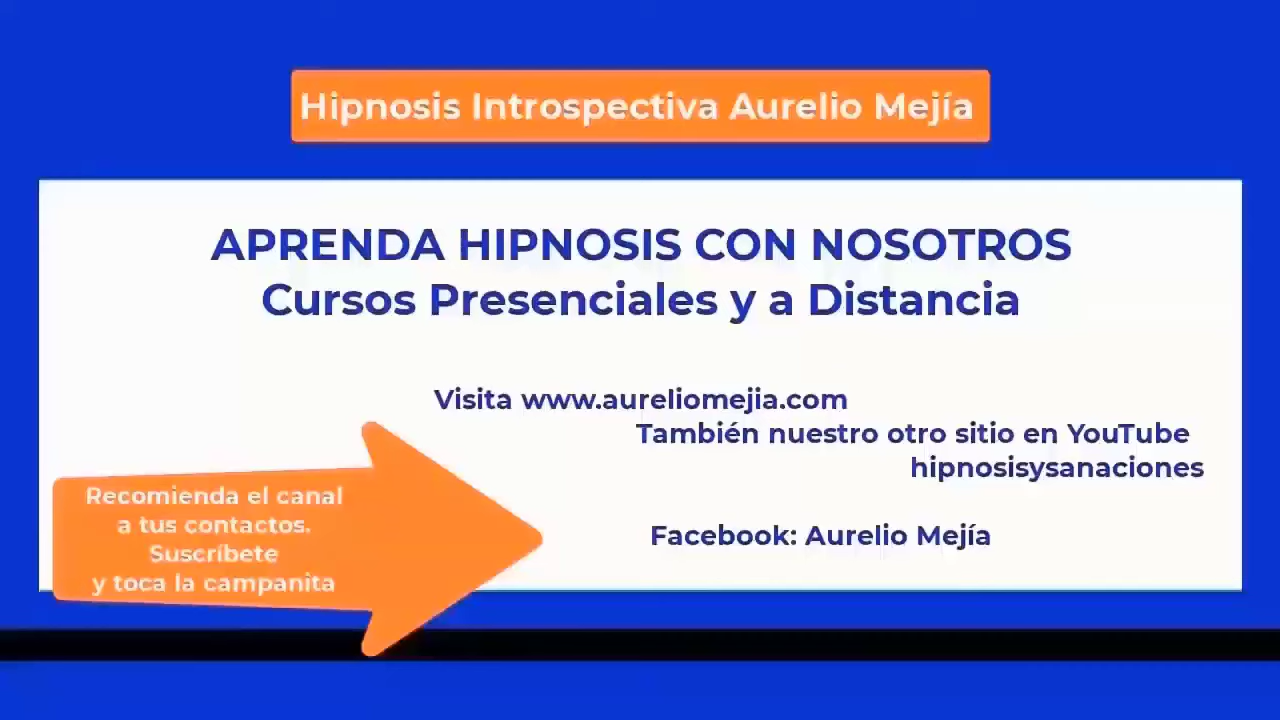 Hipnosis Introspectiva Aurelio Mejía
APRENDA HIPNOSIS CON NOSOTROS
Cursos Presenciales y a Distancia
Visita www.aureliomejia.com
También nuestro otro sitio en YouTube
hipnosisysanaciones
Facebook: Aurelio Mejía
Recomienda el canal
a tus contactos.
Suscríbete
y toca la campanita